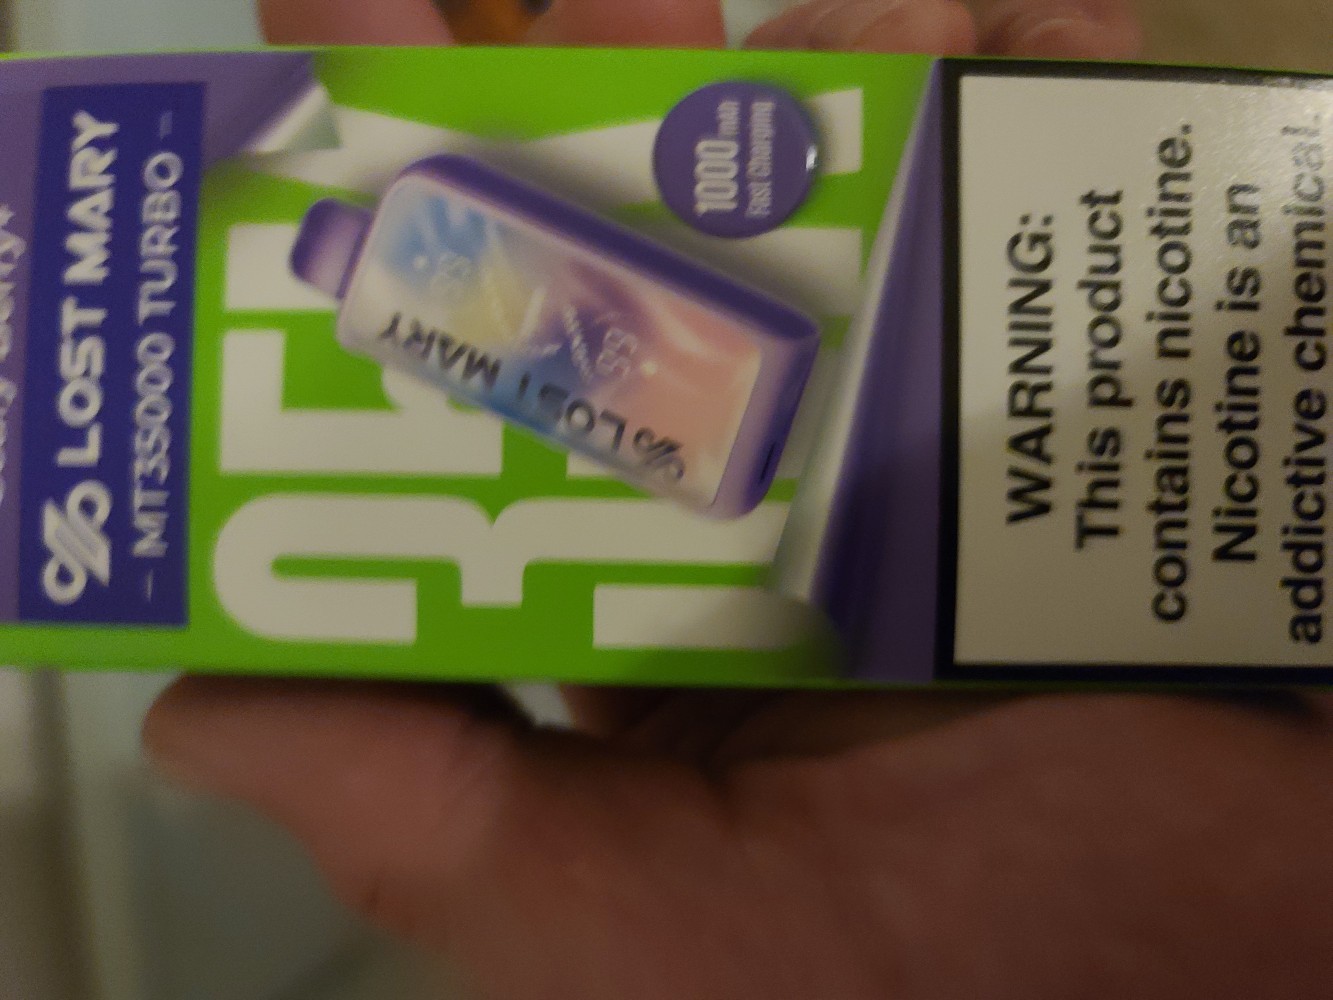 LOST MARY
— MT35000 TURBO —
1000mAh
Fast Charging
LOST MARY
WARNING:
This product
contains nicotine.
Nicotine is an
addictive chemical.